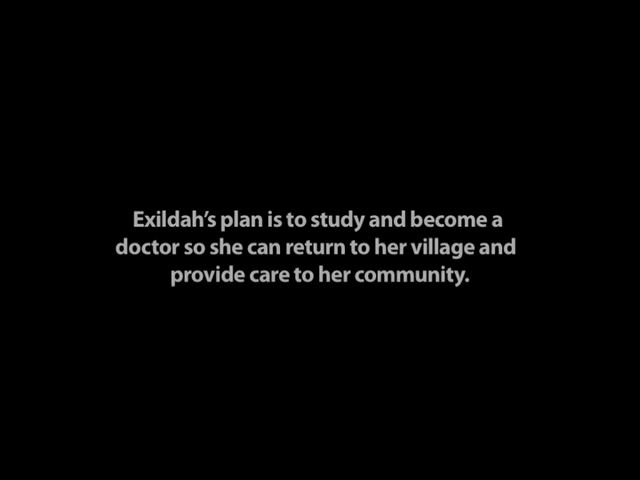 Exildah’s plan is to study and become a
doctor so she can return to her village and
provide care to her community.